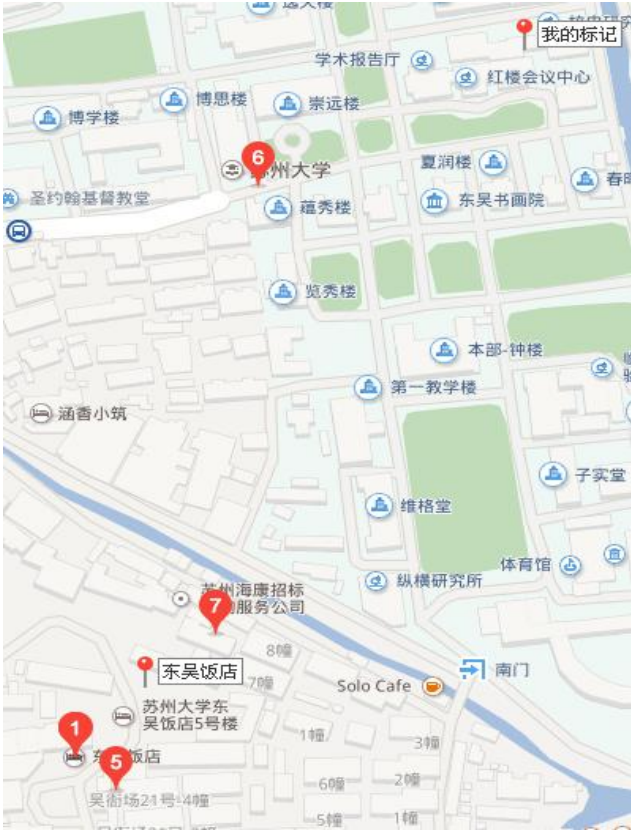 我的标记
学术报告厅
红楼会议中心
博思楼
崇远楼
博学楼
6
州大学
夏润楼
圣约翰基督教堂
蕴秀楼
东吴书画院
览秀楼
本部-钟楼
第一教学楼
涵香小筑
子实堂
维格堂
体育馆
纵横研究所
苏州海康招标
服务公司
7
8幢
东吴饭店
7幢
南门
Solo Cafe
苏州大学东
吴饭店5号楼
1
东
饭店
5
1幢
3幢
6幢
2幢
吴衙场21号-4幢
5幢
1幢